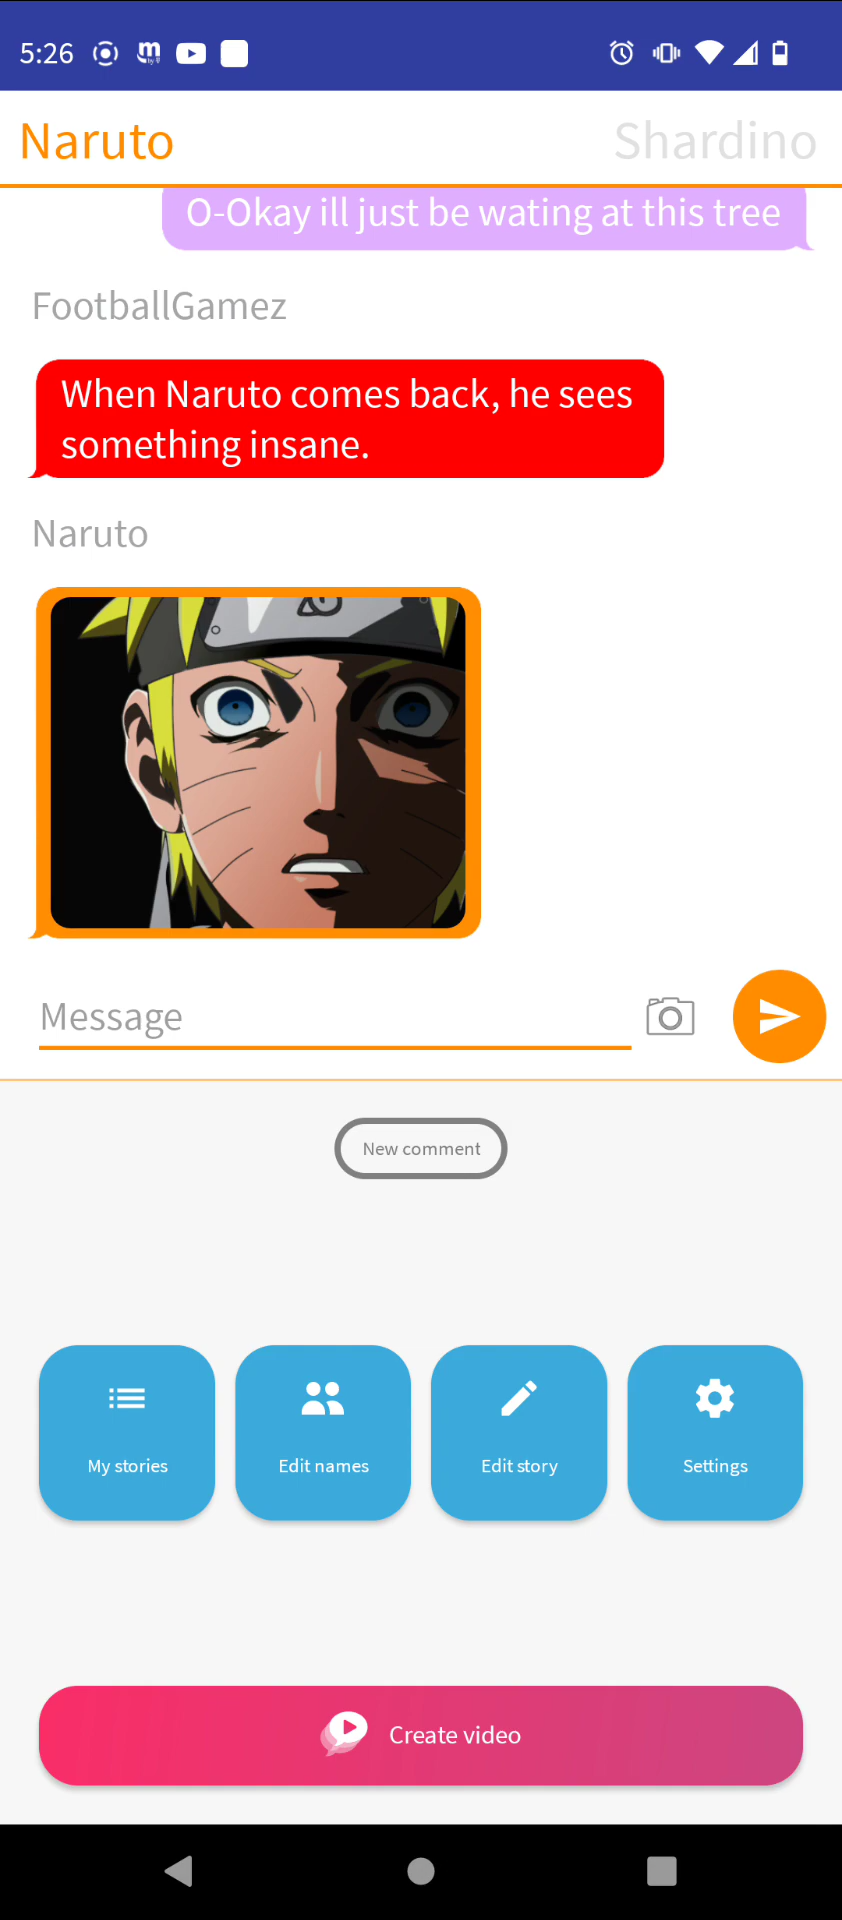 5:26
Naruto
Shardino
O-Okay ill just be wating at this tree
FootballGamez
When Naruto comes back, he sees
something insane.
Naruto
Message
New comment
My stories
Edit names
Edit story
Settings
Create video